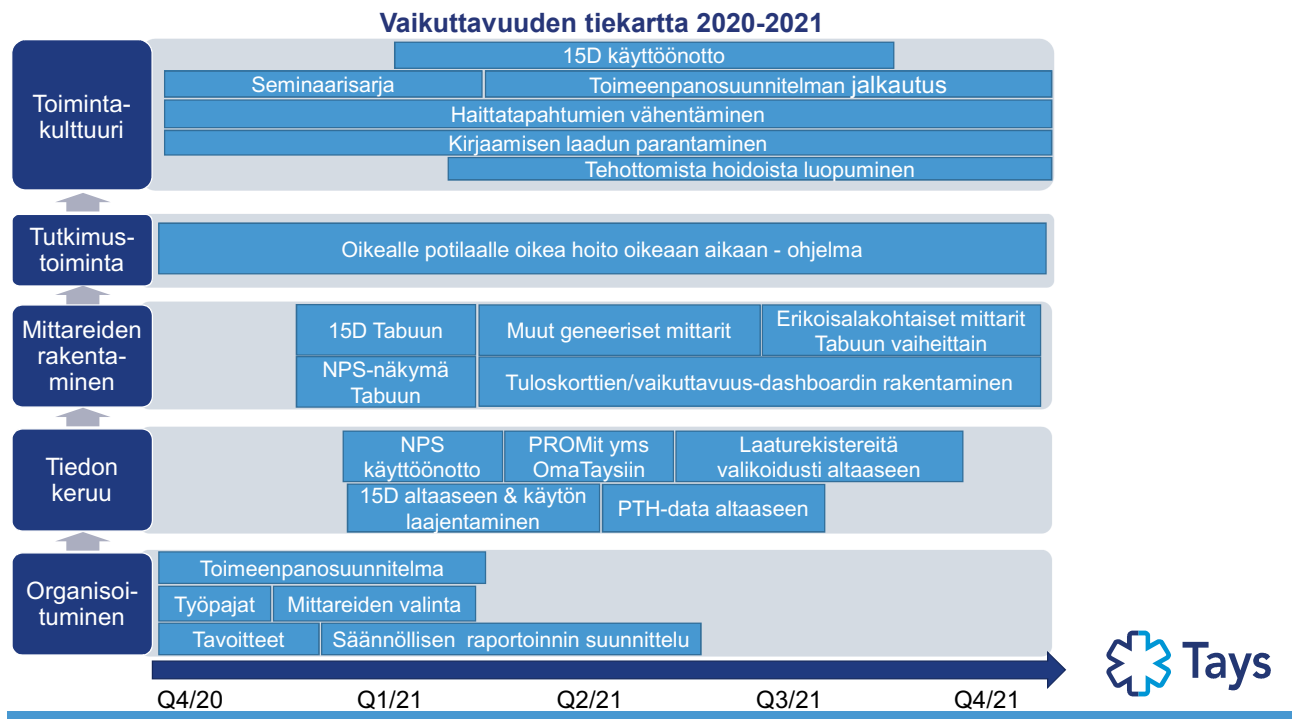 Vaikuttavuuden tiekartta 2020-2021
Toiminta-
kulttuuri
15D käyttöönotto
Seminaarisarja
Toimeenpanosuunnitelman jalkautus
Haittatapahtumien vähentäminen
Kirjaamisen laadun parantaminen
Tehottomista hoidoista luopuminen
Tutkimus-
toiminta
Oikealle potilaalle oikea hoito oikeaan aikaan - ohjelma
Mittareiden
rakenta-
minen
15D Tabuun
Muut geneeriset mittarit
Erikoisalakohtaiset mittarit
Tabuun vaiheittain
NPS-näkymä
Tabuun
Tuloskorttien/vaikuttavuus-dashboardin rakentaminen
Tiedon
keruu
NPS
käyttöönotto
PROMit yms
OmaTaysiin
Laaturekistereitä
valikoidusti altaaseen
15D altaaseen & käytön
laajentaminen
PTH-data altaaseen
Organisoi-
tuminen
Toimeenpanosuunnitelma
Työpajat
Mittareiden valinta
Tavoitteet
Säännöllisen raportoinnin suunnittelu
Q4/20
Q1/21
Q2/21
Q3/21
Q4/21
Tays